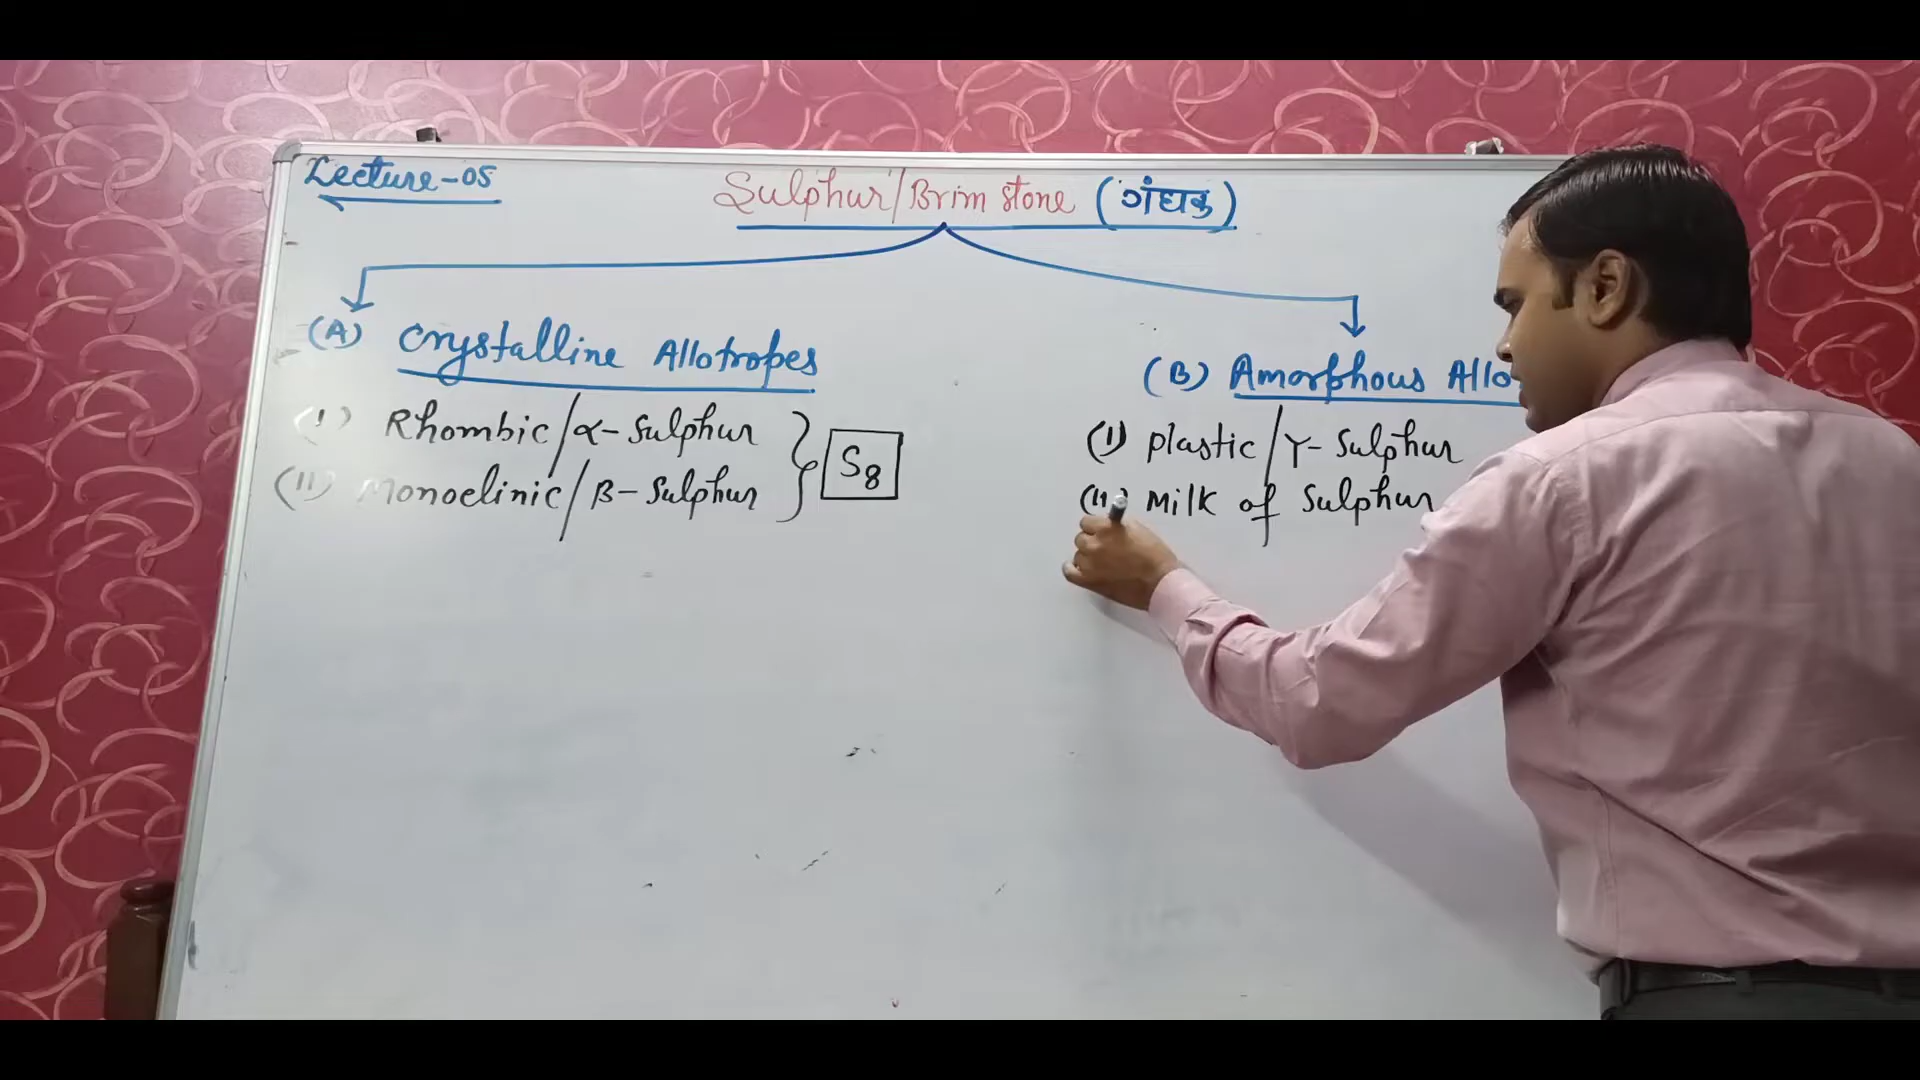 Lecture-05
Sulphur/Brim stone (गंधक)
(A) Crystalline Allotropes
(I) Rhombic/α-Sulphur
(II) Monoclinic/β-Sulphur
S8
(B) Amorphous Allo
(I) Plastic/γ-Sulphur
(II) Milk of Sulphur